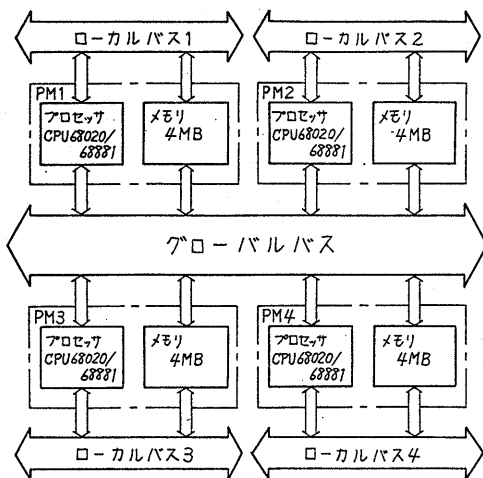 ローカルバス1
ローカルバス2
PM1
プロセッサ
CPU68020/
68881
メモリ
4MB
PM2
プロセッサ
CPU68020/
68881
メモリ
4MB
グローバルバス
PM3
プロセッサ
CPU68020/
68881
メモリ
4MB
PM4
プロセッサ
CPU68020/
68881
メモリ
4MB
ローカルバス3
ローカルバス4